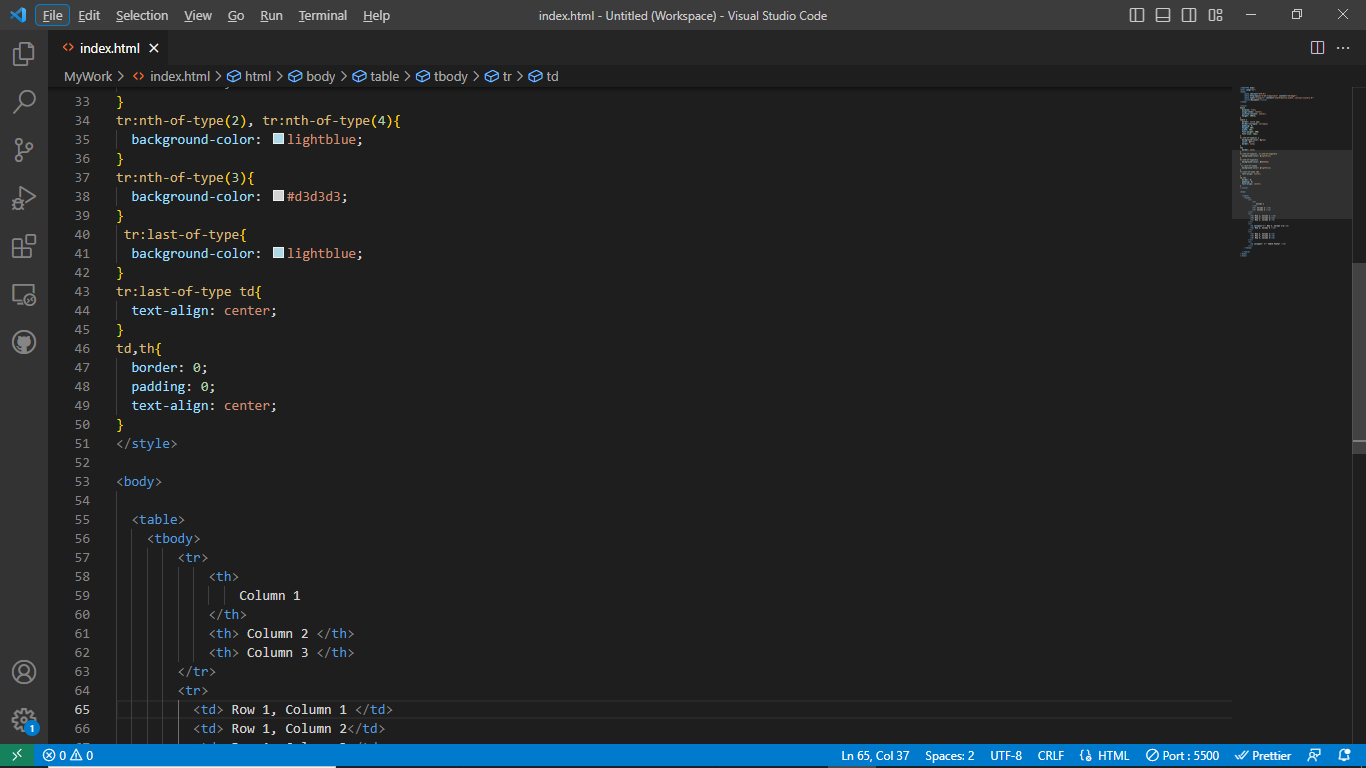 File Edit Selection View Go Run Terminal Help index.html - Untitled (Workspace) - Visual Studio Code
index.html
MyWork > index.html > html > body > table > tbody > tr > td
33 }
34 tr:nth-of-type(2), tr:nth-of-type(4){
35 background-color: lightblue;
36 }
37 tr:nth-of-type(3){
38 background-color: #d3d3d3;
39 }
40 tr:last-of-type{
41 background-color: lightblue;
42 }
43 tr:last-of-type td{
44 text-align: center;
45 }
46 td,th{
47 border: 0;
48 padding: 0;
49 text-align: center;
50 }
51 </style>
52
53 <body>
54
55 <table>
56 <tbody>
57 <tr>
58 <th>
59 Column 1
60 </th>
61 <th> Column 2 </th>
62 <th> Column 3 </th>
63 </tr>
64 <tr>
65 <td> Row 1, Column 1 </td>
66 <td> Row 1, Column 2</td>
1
0 0 Ln 65, Col 37 Spaces: 2 UTF-8 CRLF {} HTML Port : 5500 Prettier